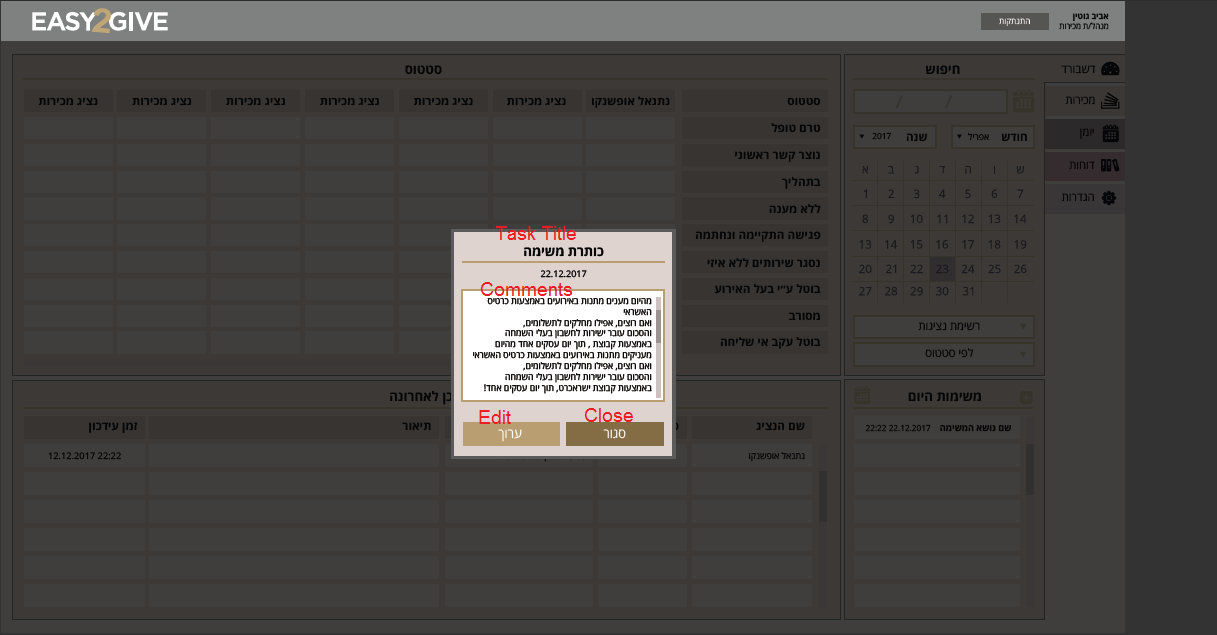 EASY2GIVE
אביב גוטין
מנהל/ת מכירות
התנתקות
דשבורד
מכירות
יומן
דוחות
הגדרות
חיפוש
/ /
חודש אפריל
שנה 2017
ש ו ה ד ג ב א
7 6 5 4 3 2 1
14 13 12 11 10 9 8
19 18 17 16 15 14 13
26 25 24 23 22 21 20
31 30 29 28 27
רשימת נציגות
לפי סטטוס
משימות היום
שם נושא המשימה 22.12.2017 22:22
סטטוס
סטטוס נתנאל אופשנקו נציג מכירות נציג מכירות נציג מכירות נציג מכירות נציג מכירות נציג מכירות
טרם טופל
נוצר קשר ראשוני
בתהליך
ללא מענה
פגישה התקיימה ונחתמה
נסגר שירותים ללא איזי
בוטל ע״י בעל האירוע
מסורב
בוטל עקב אי שליחה
לאחרונה
שם הנציג תיאור זמן עידכון
נתנאל אופשנקו 12.12.2017 22:22
Task Title
כותרת משימה
22.12.2017
Comments
מהיום מענים מתנות באירועים באמצעות כרטיס
האשראי
ואם רוצים, אפילו מחלקים לתשלומים,
והסכום עובר ישירות לחשבון בעלי השמחה
באמצעות קבוצת , תוך יום עסקים אחד מהיום
מעניקים מתנות באירועים באמצעות כרטיס האשראי
ואם רוצים, אפילו מחלקים לתשלומים,
והסכום עובר ישירות לחשבון בעלי השמחה
באמצעות קבוצת ישראכרט, תוך יום עסקים אחד!
Close
סגור
Edit
ערוך